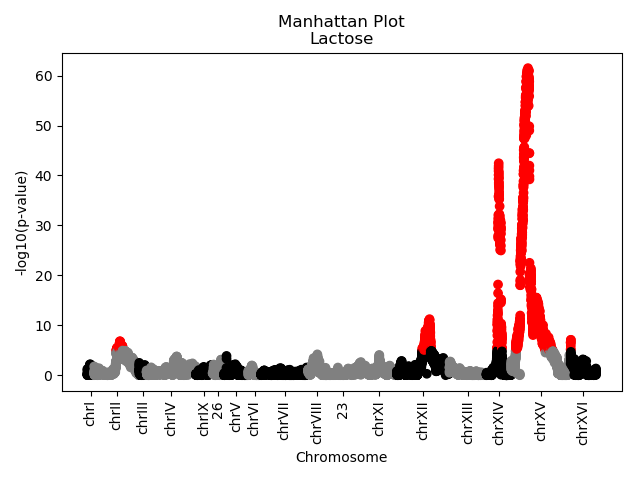 Manhattan Plot
Lactose
60
50
40
30
20
10
0
-log10(p-value)
chrI
chrII
chrIII
chrIV
chrIX
26
chrV
chrVI
chrVII
chrVIII
23
chrXI
chrXII
chrXIII
chrXIV
chrXV
chrXVI
Chromosome